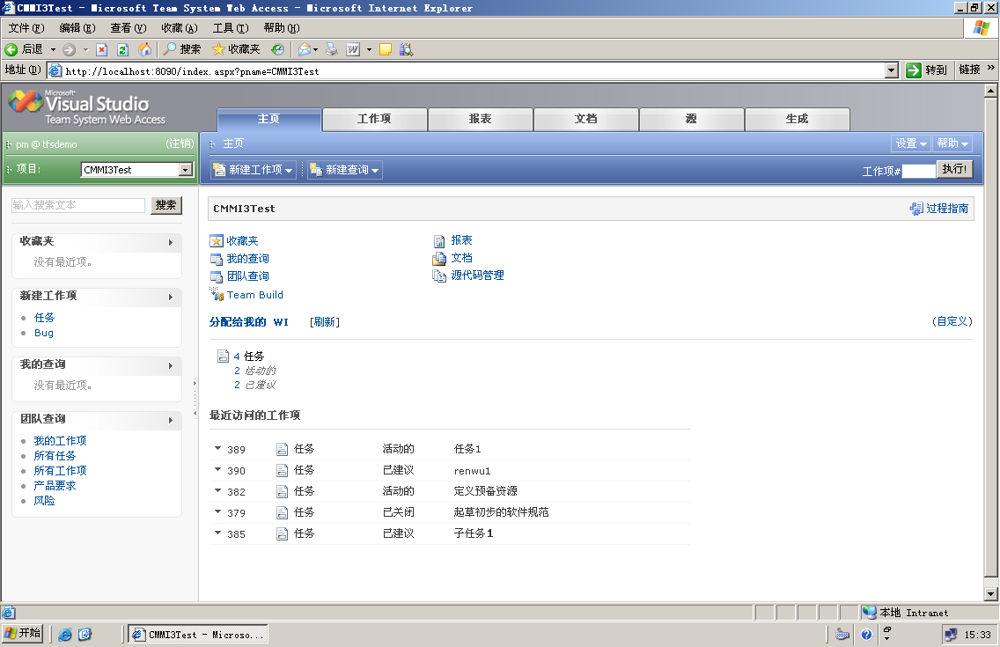 CMMI3Test - Microsoft Team System Web Access - Microsoft Internet Explorer
文件(F) 编辑(E) 查看(V) 收藏(A) 工具(T) 帮助(H)
后退 搜索 收藏夹
地址(D) http://localhost:8090/index.aspx?pname=CMMI3Test 转到 链接 »
Microsoft
Visual Studio
Team System Web Access
主页 工作项 报表 文档 源 生成
pm @ tfsdemo (注销) 主页 设置 帮助
项目: CMMI3Test 新建工作项 新建查询 工作项# 执行!
输入搜索文本 搜索
收藏夹
没有最近项。
新建工作项
任务
Bug
我的查询
没有最近项。
团队查询
我的工作项
所有任务
所有工作项
产品要求
风险
CMMI3Test 过程指南
收藏夹 报表
我的查询 文档
团队查询 源代码管理
Team Build
分配给我的 WI [刷新] (自定义)
4 任务
2 活动的
2 已建议
最近访问的工作项
389 任务 活动的 任务1
390 任务 已建议 renwu1
382 任务 活动的 定义预备资源
379 任务 已关闭 起草初步的软件规范
385 任务 已建议 子任务1
本地 Intranet
开始 CMMI3Test - Microso... 15:33